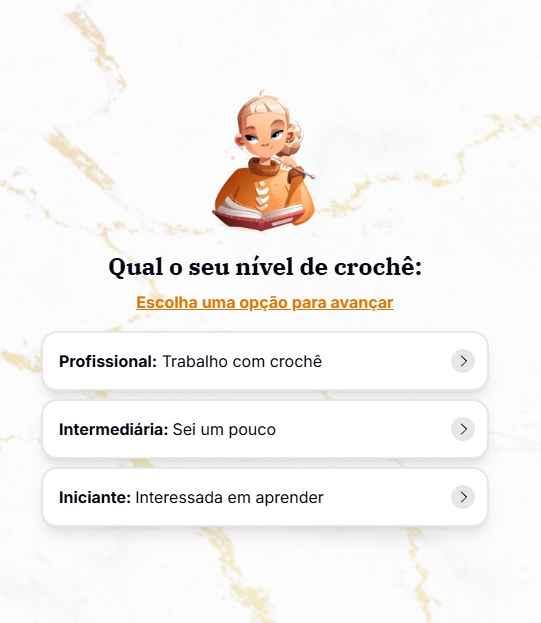 Qual o seu nível de crochê:
Escolha uma opção para avançar
Profissional: Trabalho com crochê
Intermediária: Sei um pouco
Iniciante: Interessada em aprender